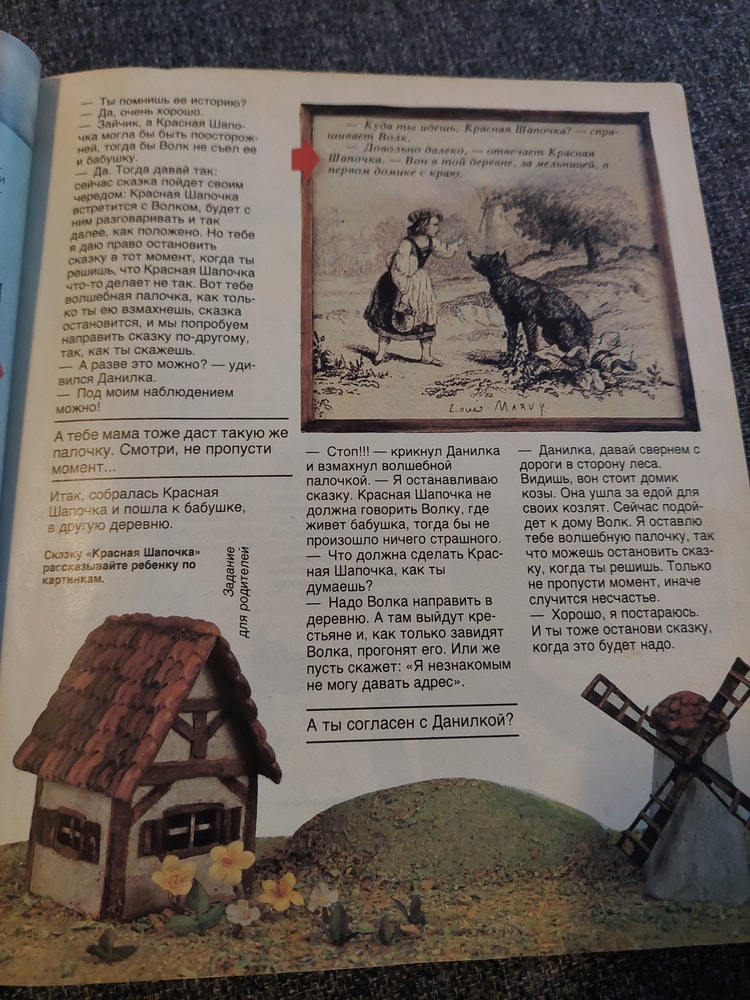 — Ты помнишь ее историю?
— Да, очень хорошо.
— Зайчик, а Красная Шапо-
чка могла бы быть поосторож-
ней, тогда бы Волк не съел ее
и бабушку.
— Да. Тогда давай так:
сейчас сказка пойдет своим
чередом: Красная Шапочка
встретится с Волком, будет с
ним разговаривать и так
далее, как положено. Но тебе
я даю право остановить
сказку в тот момент, когда ты
решишь, что Красная Шапочка
что-то делает не так. Вот тебе
волшебная палочка, как толь-
ко ты ею взмахнешь, сказка
остановится, и мы попробуем
направить сказку по-другому,
так, как ты скажешь.
— А разве это можно? — уди-
вился Данилка.
— Под моим наблюдением
можно!
А тебе мама тоже даст такую же
палочку. Смотри, не пропусти
момент...
Итак, собралась Красная
Шапочка и пошла к бабушке,
в другую деревню.
Сказку «Красная Шапочка»
рассказывайте ребенку по
картинкам.
Задание
для родителей
— Куда ты идешь, Красная Шапочка? — спра-
шивает Волк.
— Довольно далеко, — отвечает Красная
Шапочка. — Вон в той деревне, за мельницей, в
первом домике с краю.
Louis MARVY.
— Стоп!!! — крикнул Данилка
и взмахнул волшебной
палочкой. — Я останавливаю
сказку. Красная Шапочка не
должна говорить Волку, где
живет бабушка, тогда бы не
произошло ничего страшного.
— Что должна сделать Крас-
ная Шапочка, как ты
думаешь?
— Надо Волка направить в
деревню. А там выйдут кре-
стьяне и, как только завидят
Волка, прогонят его. Или же
пусть скажет: «Я незнакомым
не могу давать адрес».
А ты согласен с Данилкой?
— Данилка, давай свернем с
дороги в сторону леса.
Видишь, вон стоит домик
козы. Она ушла за едой для
своих козлят. Сейчас подой-
дет к дому Волк. Я оставлю
тебе волшебную палочку, так
что можешь остановить сказ-
ку, когда ты решишь. Только
не пропусти момент, иначе
случится несчастье.
— Хорошо, я постараюсь.
И ты тоже останови сказку,
когда это будет надо.